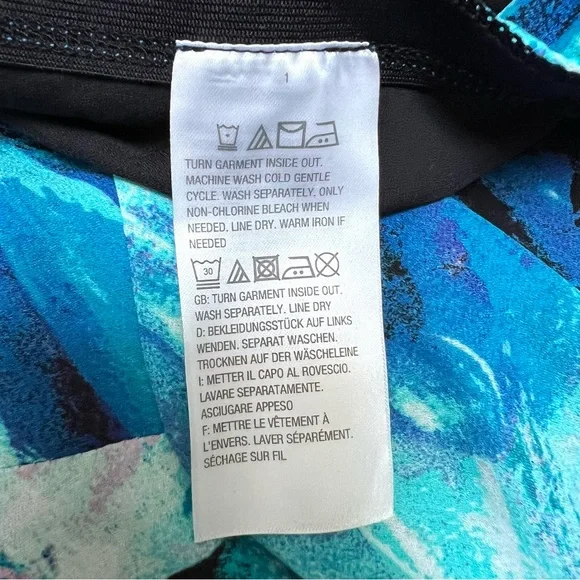 1
TURN GARMENT INSIDE OUT.
MACHINE WASH COLD GENTLE
CYCLE. WASH SEPARATELY. ONLY
NON-CHLORINE BLEACH WHEN
NEEDED. LINE DRY. WARM IRON IF
NEEDED
30
GB: TURN GARMENT INSIDE OUT.
WASH SEPARATELY. LINE DRY
D: BEKLEIDUNGSSTÜCK AUF LINKS
WENDEN. SEPARAT WASCHEN.
TROCKNEN AUF DER WÄSCHELEINE
I: METTER IL CAPO AL ROVESCIO.
LAVARE SEPARATAMENTE.
ASCIUGARE APPESO
F: METTRE LE VÊTEMENT À
L'ENVERS. LAVER SÉPARÉMENT.
SÉCHAGE SUR FIL